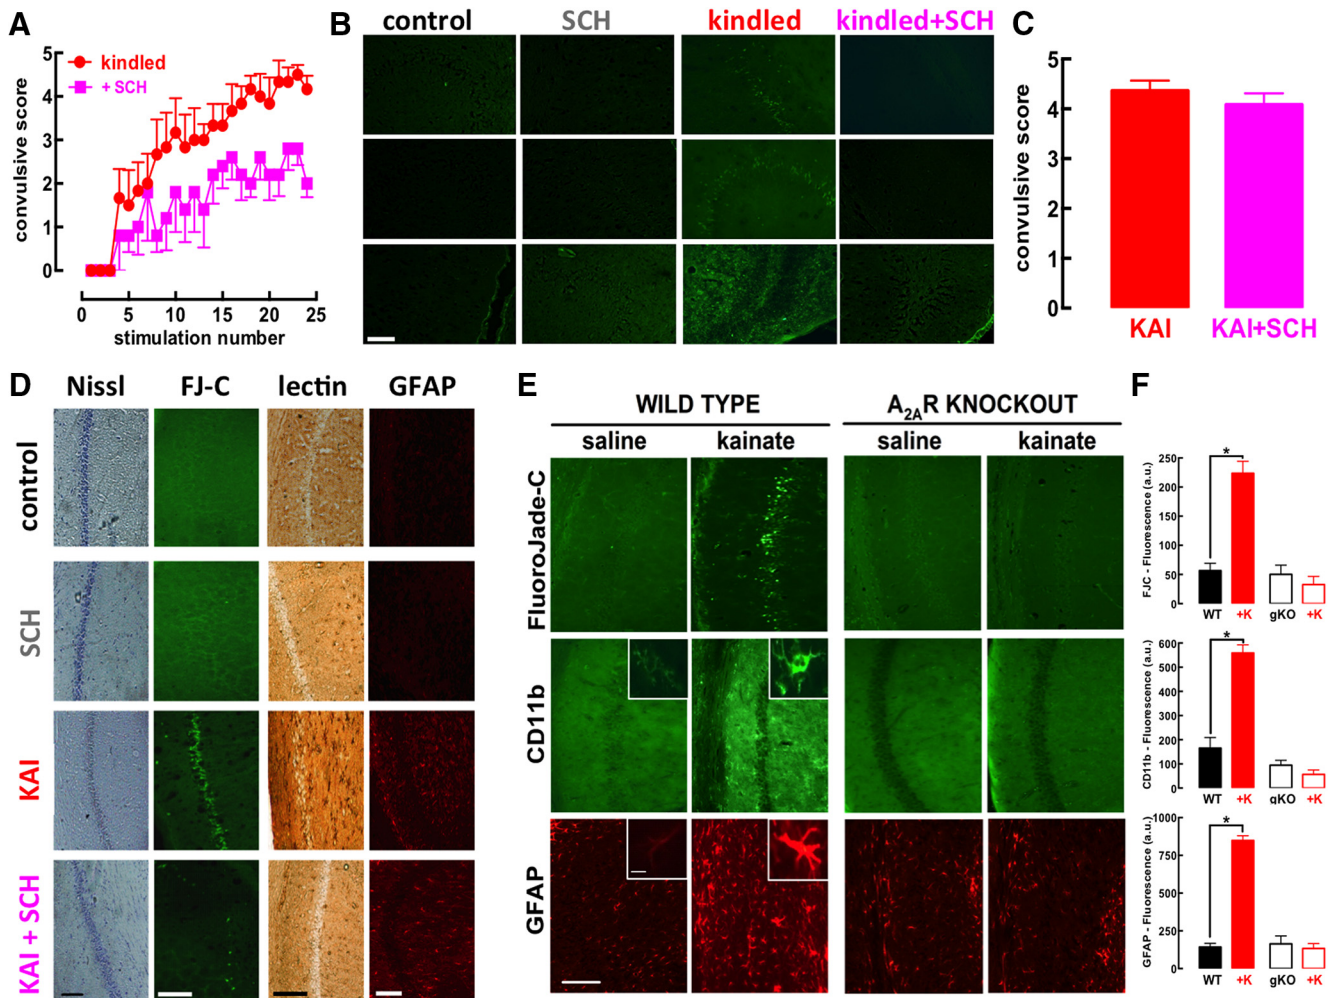 A
convulsive score
5
4
3
2
1
0
kindled
+ SCH
0 5 10 15 20 25
stimulation number
B
control SCH kindled kindled+SCH
C
convulsive score
5
4
3
2
1
0
KAI KAI+SCH
D
Nissl FJ-C lectin GFAP
control
SCH
KAI
KAI + SCH
E
WILD TYPE A2AR KNOCKOUT
saline kainate saline kainate
FluoroJade-C
CD11b
GFAP
F
FJC - Fluorescence (a.u.)
250
200
150
100
50
0
*
WT +K gKO +K
CD11b - Fluorescence (a.u.)
600
500
400
300
200
100
0
*
WT +K gKO +K
GFAP - Fluorescence (a.u.)
1000
750
500
250
0
*
WT +K gKO +K